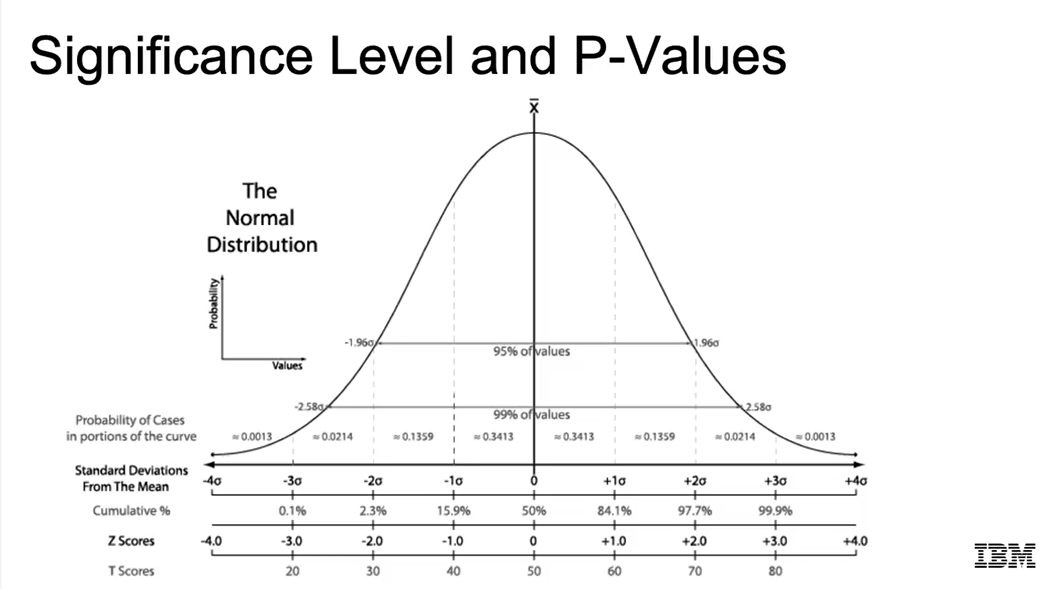 Significance Level and P-Values
x̄
The
Normal
Distribution
Probability
Values
-1.96σ 95% of values 1.96σ
-2.58σ 99% of values 2.58σ
Probability of Cases
in portions of the curve
≈0.0013 ≈0.0214 ≈0.1359 ≈0.3413 ≈0.3413 ≈0.1359 ≈0.0214 ≈0.0013
Standard Deviations
From The Mean
-4σ -3σ -2σ -1σ 0 +1σ +2σ +3σ +4σ
Cumulative % 0.1% 2.3% 15.9% 50% 84.1% 97.7% 99.9%
Z Scores -4.0 -3.0 -2.0 -1.0 0 +1.0 +2.0 +3.0 +4.0
T Scores 20 30 40 50 60 70 80
IBM